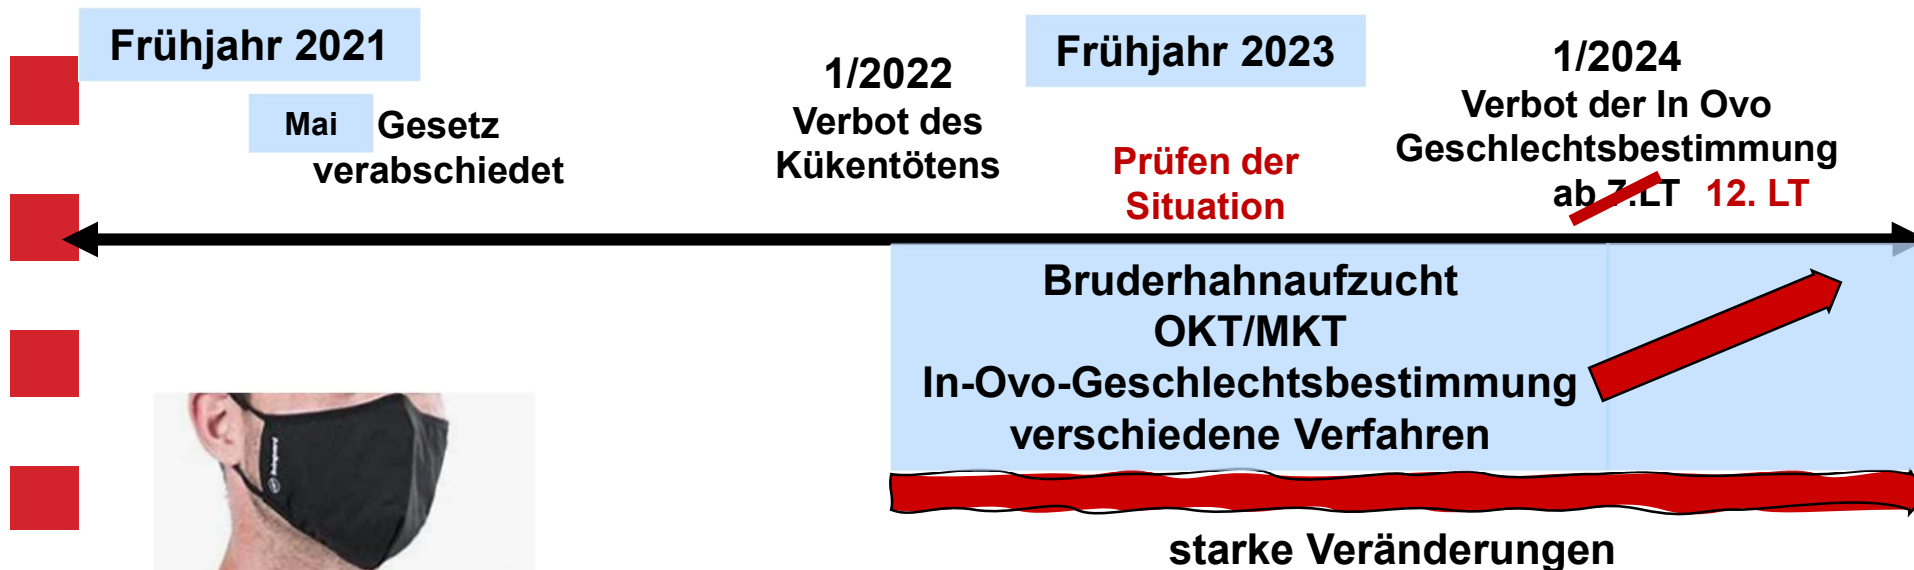 Frühjahr 2021
Mai
Gesetz
verabschiedet
1/2022
Verbot des
Kükentötens
Frühjahr 2023
Prüfen der
Situation
1/2024
Verbot der In Ovo
Geschlechtsbestimmung
ab 7.LT 12. LT
Bruderhahnaufzucht
OKT/MKT
In-Ovo-Geschlechtsbestimmung
verschiedene Verfahren
starke Veränderungen